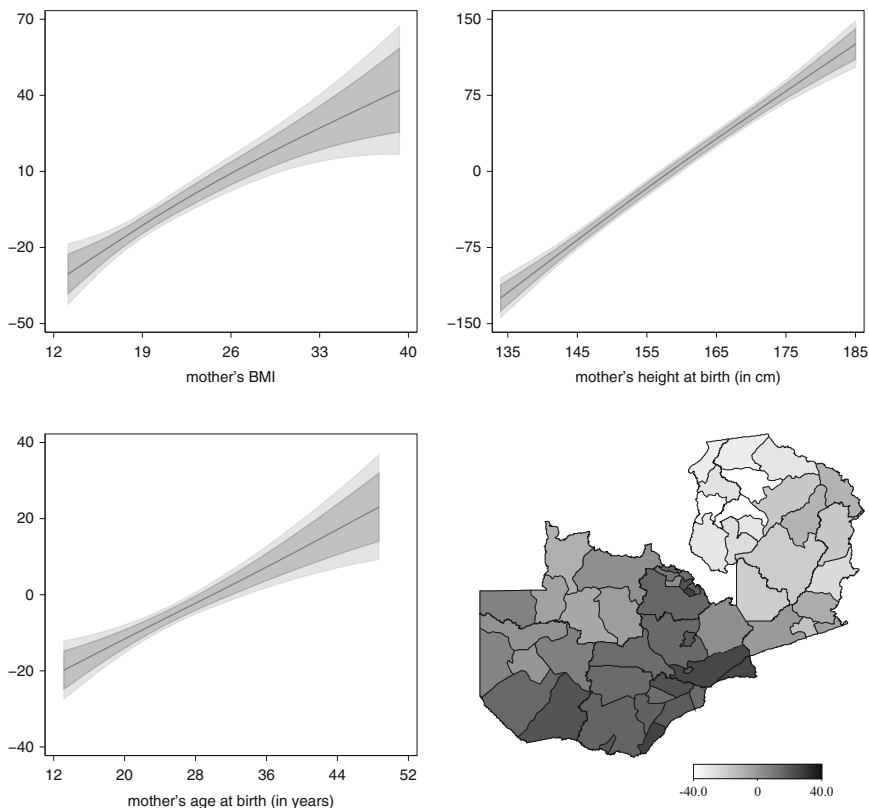 70
40
10
−20
−50
12 19 26 33 40
mother's BMI
150
75
0
−75
−150
135 145 155 165 175 185
mother's height at birth (in cm)
40
20
0
−20
−40
12 20 28 36 44 52
mother's age at birth (in years)
-40.0 0 40.0